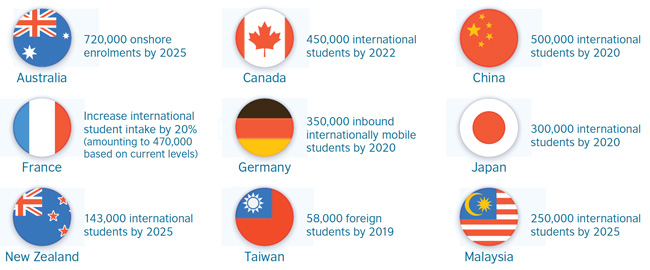 720,000 onshore
enrolments by 2025
Australia
450,000 international
students by 2022
Canada
500,000 international
students by 2020
China
Increase international
student intake by 20%
(amounting to 470,000
based on current levels)
France
350,000 inbound
internationally mobile
students by 2020
Germany
300,000 international
students by 2020
Japan
143,000 international
students by 2025
New Zealand
58,000 foreign
students by 2019
Taiwan
250,000 international
students by 2025
Malaysia